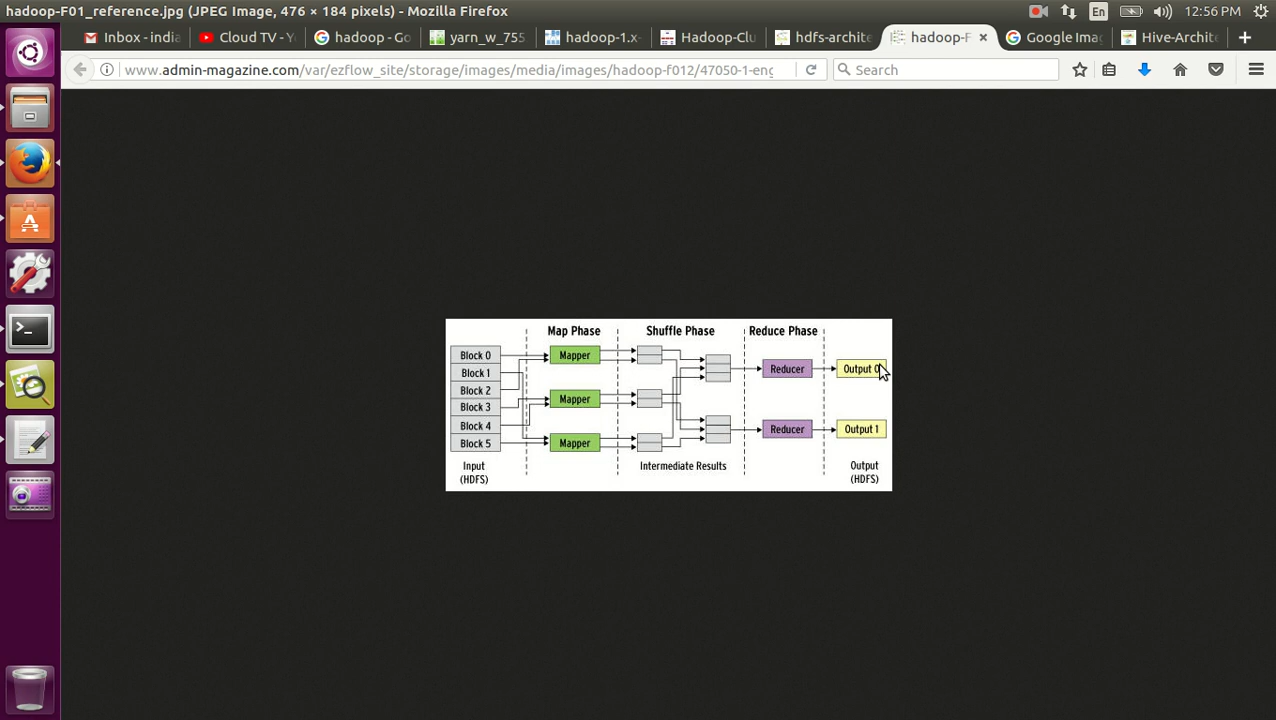 hadoop-F01_reference.jpg (JPEG Image, 476 × 184 pixels) - Mozilla Firefox
En
12:56 PM
Inbox - india
Cloud TV - Y
hadoop - Go
yarn_w_755
hadoop-1.x-
Hadoop-Clu
hdfs-archite
hadoop-F
Google Imag
Hive-Archite
www.admin-magazine.com/var/ezflow_site/storage/images/media/images/hadoop-f012/47050-1-eng
Search
Map Phase
Shuffle Phase
Reduce Phase
Block 0
Block 1
Block 2
Block 3
Block 4
Block 5
Mapper
Mapper
Mapper
Reducer
Reducer
Output 0
Output 1
Input
(HDFS)
Intermediate Results
Output
(HDFS)